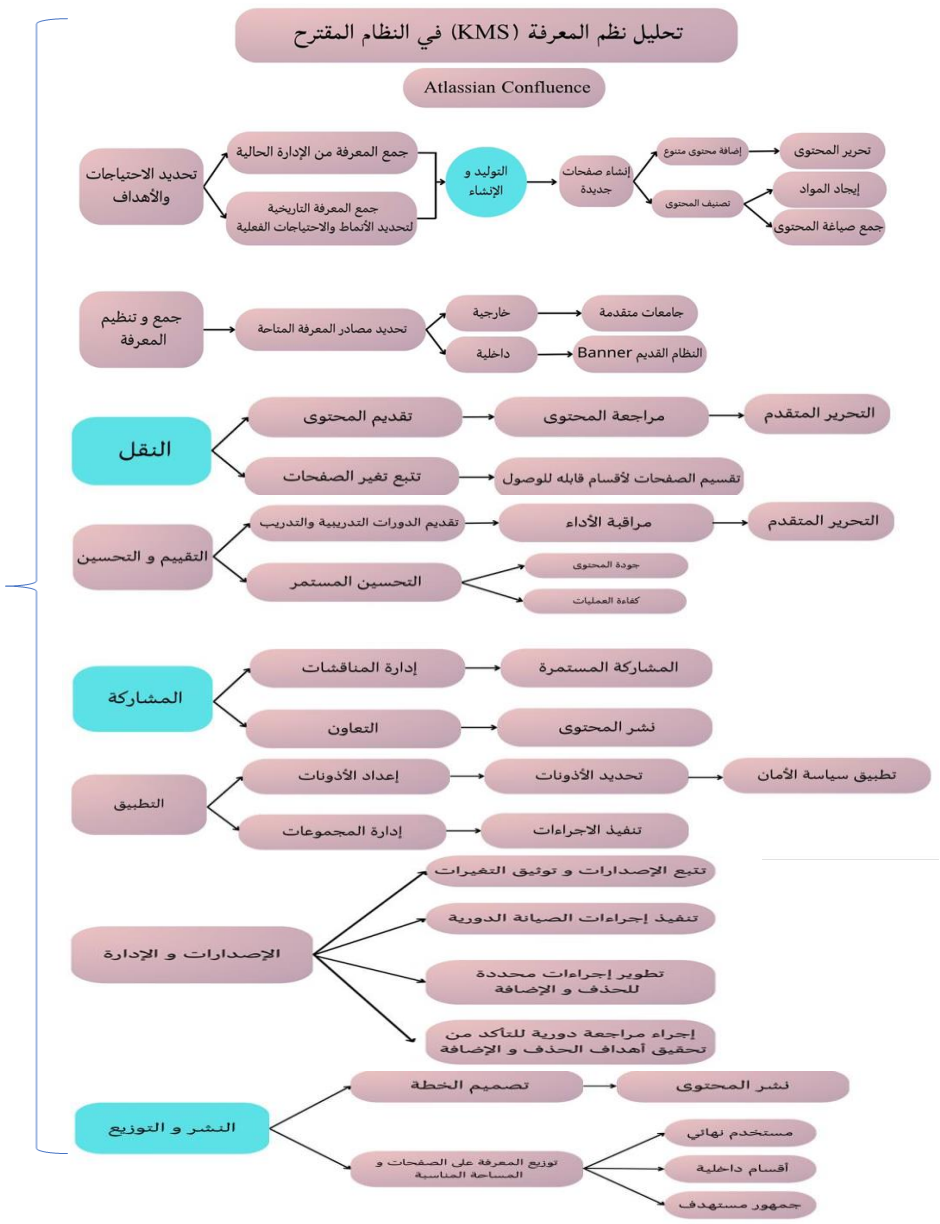 تحليل نظم المعرفة (KMS) في النظام المقترح
Atlassian Confluence
تحديد الاحتياجات
والأهداف
جمع المعرفة من الإدارة الحالية
جمع المعرفة التاريخية
لتحديد الأنماط والاحتياجات الفعلية
التوليد و
الإنشاء
إنشاء صفحات
جديدة
إضافة محتوى متنوع
تحرير المحتوى
تصنيف المحتوى
إيجاد المواد
جمع صياغة المحتوى
جمع و تنظيم
المعرفة
تحديد مصادر المعرفة المتاحة
خارجية
جامعات متقدمة
داخلية
النظام القديم Banner
النقل
تقديم المحتوى
مراجعة المحتوى
التحرير المتقدم
تتبع تغير الصفحات
تقسيم الصفحات لأقسام قابله للوصول
التقييم و التحسين
تقديم الدورات التدريبية والتدريب
مراقبة الأداء
التحرير المتقدم
التحسين المستمر
جودة المحتوى
كفاءة العمليات
المشاركة
إدارة المناقشات
المشاركة المستمرة
التعاون
نشر المحتوى
التطبيق
إعداد الأذونات
تحديد الأذونات
تطبيق سياسة الأمان
إدارة المجموعات
تنفيذ الاجراءات
الإصدارات و الإدارة
تتبع الإصدارات و توثيق التغيرات
تنفيذ إجراءات الصيانة الدورية
تطوير إجراءات محددة
للحذف و الإضافة
إجراء مراجعة دورية للتأكد من
تحقيق أهداف الحذف و الإضافة
النشر و التوزيع
تصميم الخطة
نشر المحتوى
توزيع المعرفة على الصفحات و
المساحة المناسبة
مستخدم نهائي
أقسام داخلية
جمهور مستهدف